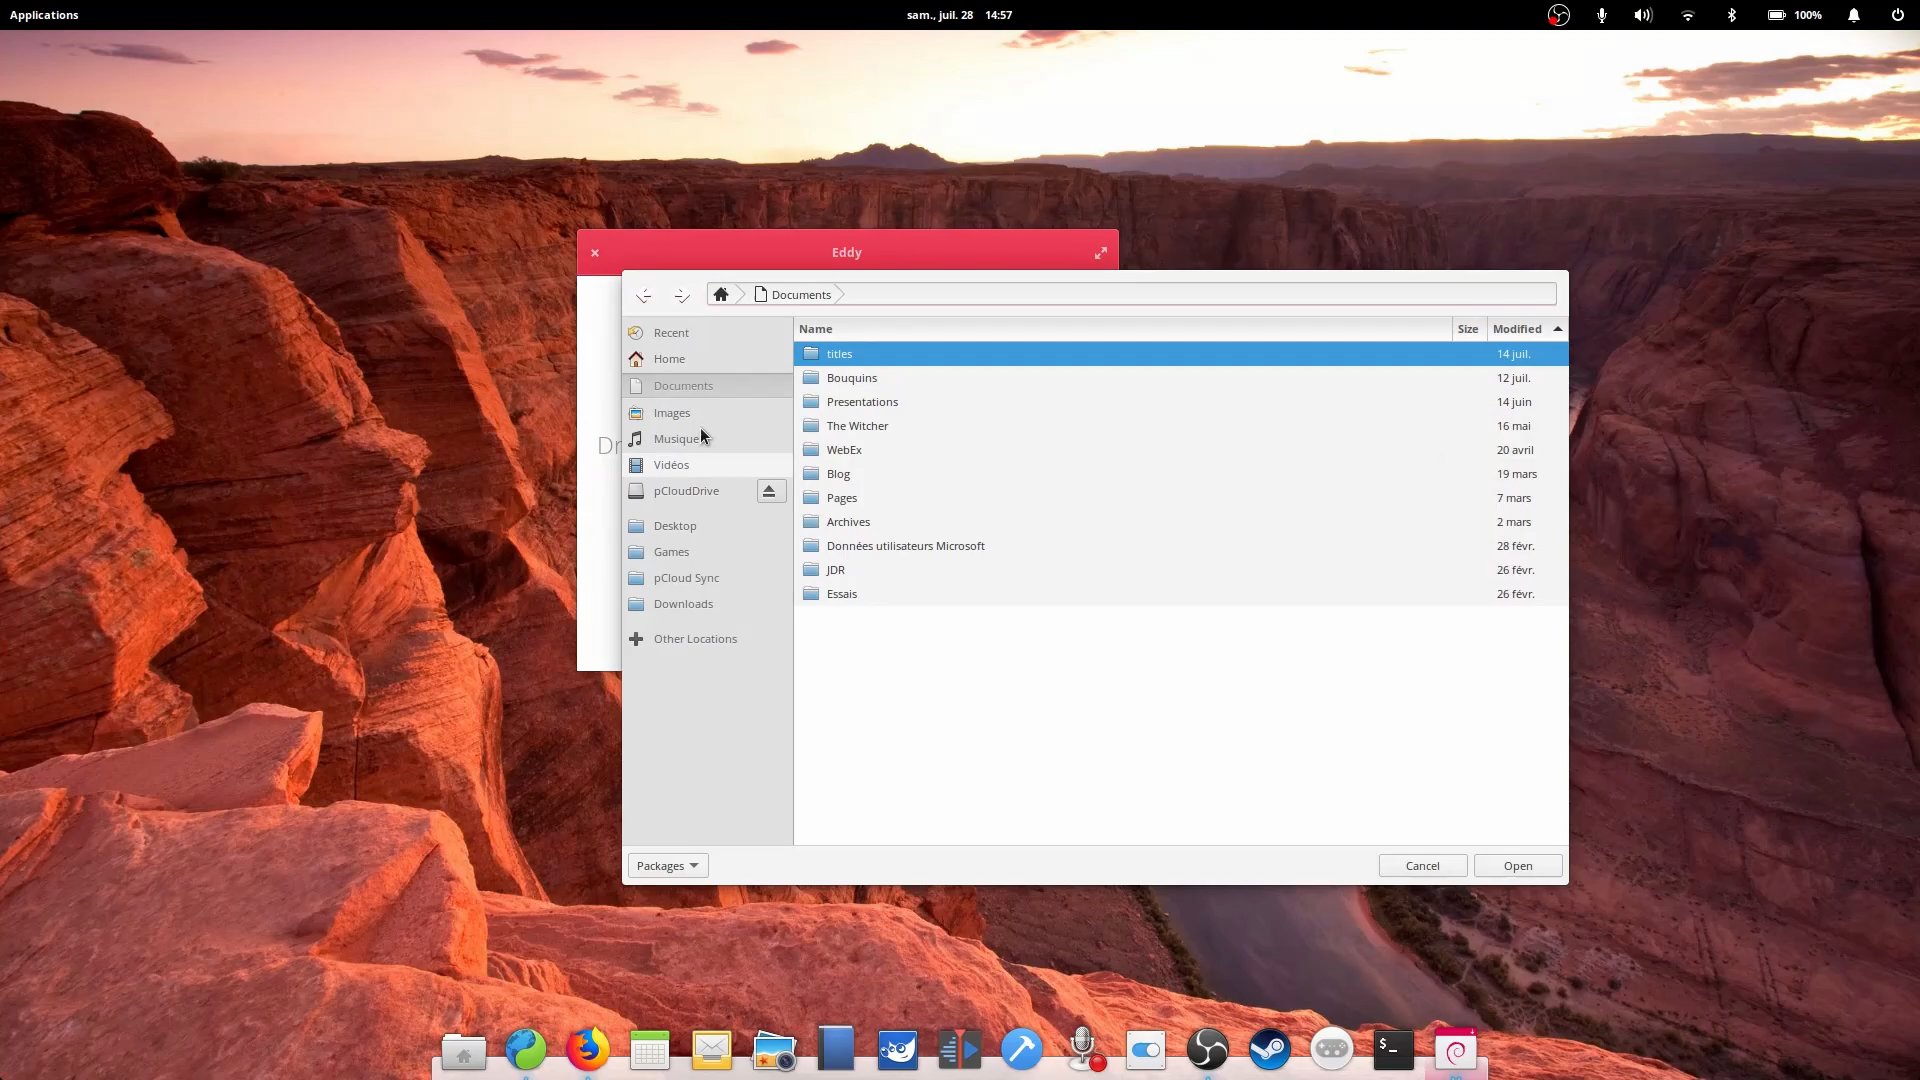 Applications
sam., juil. 28 14:57
100%
Eddy
Dr
Documents
Recent
Home
Documents
Images
Musique
Vidéos
pCloudDrive
Desktop
Games
pCloud Sync
Downloads
Other Locations
Name Size Modified
titles 14 juil.
Bouquins 12 juil.
Presentations 14 juin
The Witcher 16 mai
WebEx 20 avril
Blog 19 mars
Pages 7 mars
Archives 2 mars
Données utilisateurs Microsoft 28 févr.
JDR 26 févr.
Essais 26 févr.
Packages
Cancel
Open
$_